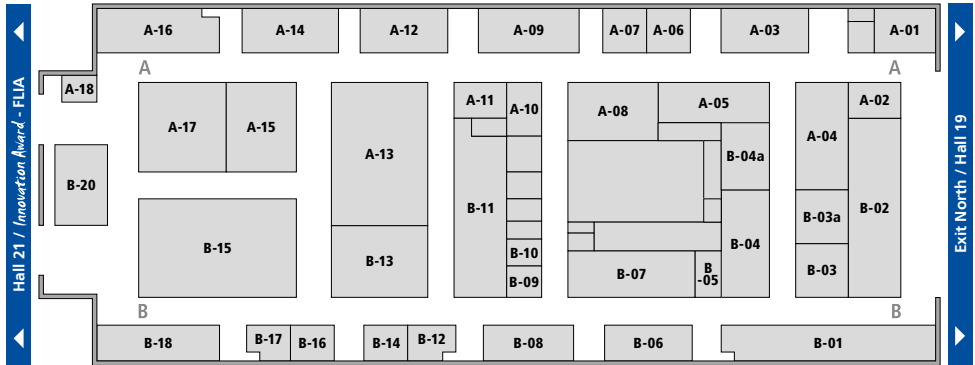 A-16
A-14
A-12
A-09
A-07
A-06
A-03
A-01
A
A
A-18
A-17
A-15
A-13
A-11
A-10
A-08
A-05
A-04
A-02
B-04a
B-20
B-15
B-13
B-11
B-10
B-09
B-07
B
-05
B-04
B-03a
B-03
B-02
B
B
B-18
B-17
B-16
B-14
B-12
B-08
B-06
B-01
Hall 21 / Innovation Award - FLIA
Exit North / Hall 19